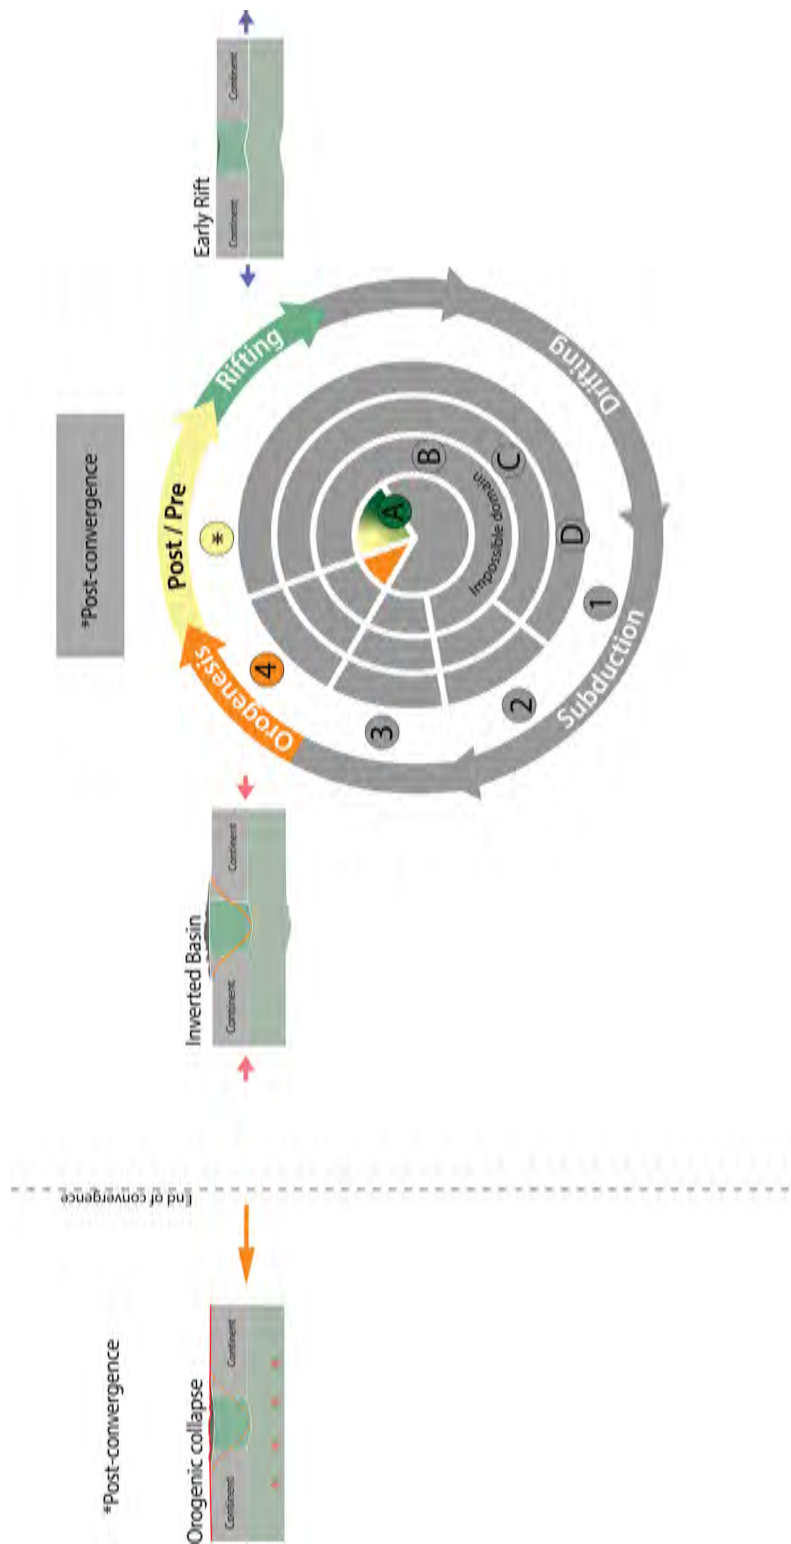 *Post-convergence
Early Rift
Continent
Continent
Post / Pre
Rifting
Drifting
Subduction
Orogenesis
*
A
B
C
D
Impossible domain
1
2
3
4
Inverted Basin
Continent
Continent
End of convergence
*Post-convergence
Orogenic collapse
Continent
Continent